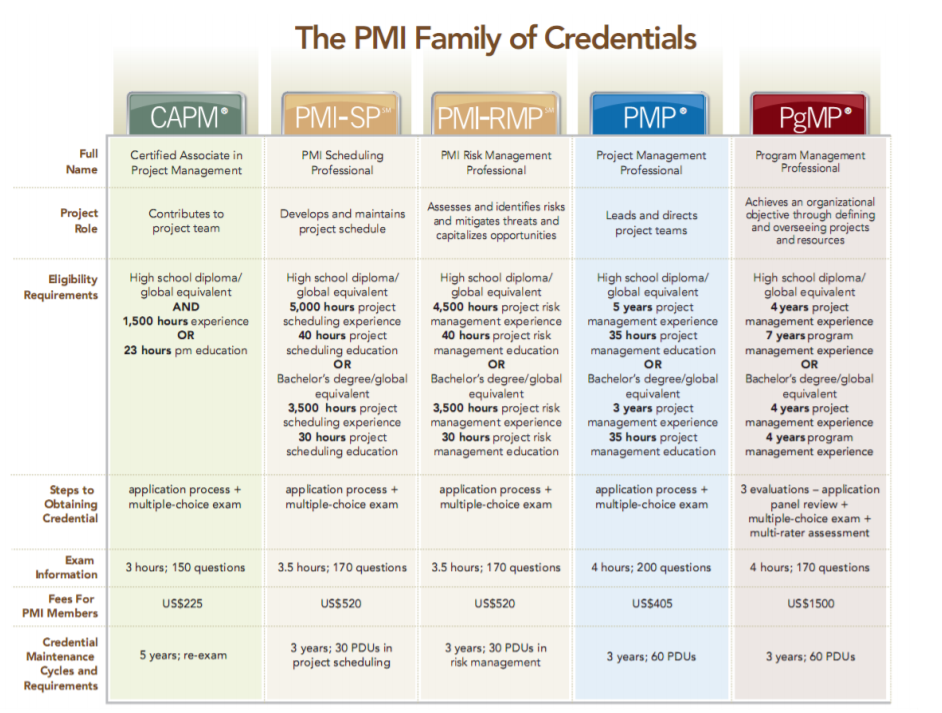 The PMI Family of Credentials
CAPM®
PMI-SP℠
PMI-RMP℠
PMP®
PgMP®
Full
Name
Certified Associate in
Project Management
PMI Scheduling
Professional
PMI Risk Management
Professional
Project Management
Professional
Program Management
Professional
Project
Role
Contributes to
project team
Develops and maintains
project schedule
Assesses and identifies risks
and mitigates threats and
capitalizes opportunities
Leads and directs
project teams
Achieves an organizational
objective through defining
and overseeing projects
and resources
Eligibility
Requirements
High school diploma/
global equivalent
AND
1,500 hours experience
OR
23 hours pm education
High school diploma/
global equivalent
5,000 hours project
scheduling experience
40 hours project
scheduling education
OR
Bachelor's degree/global
equivalent
3,500 hours project
scheduling experience
30 hours project
scheduling education
High school diploma/
global equivalent
4,500 hours project risk
management experience
40 hours project risk
management education
OR
Bachelor's degree/global
equivalent
3,500 hours project risk
management experience
30 hours project risk
management education
High school diploma/
global equivalent
5 years project
management experience
35 hours project
management education
OR
Bachelor's degree/global
equivalent
3 years project
management experience
35 hours project
management education
High school diploma/
global equivalent
4 years project
management experience
7 years program
management experience
OR
Bachelor's degree/global
equivalent
4 years project
management experience
4 years program
management experience
Steps to
Obtaining
Credential
application process +
multiple-choice exam
application process +
multiple-choice exam
application process +
multiple-choice exam
application process +
multiple-choice exam
3 evaluations – application
panel review +
multiple-choice exam +
multi-rater assessment
Exam
Information
3 hours; 150 questions
3.5 hours; 170 questions
3.5 hours; 170 questions
4 hours; 200 questions
4 hours; 170 questions
Fees For
PMI Members
US$225
US$520
US$520
US$405
US$1500
Credential
Maintenance
Cycles and
Requirements
5 years; re-exam
3 years; 30 PDUs in
project scheduling
3 years; 30 PDUs in
risk management
3 years; 60 PDUs
3 years; 60 PDUs